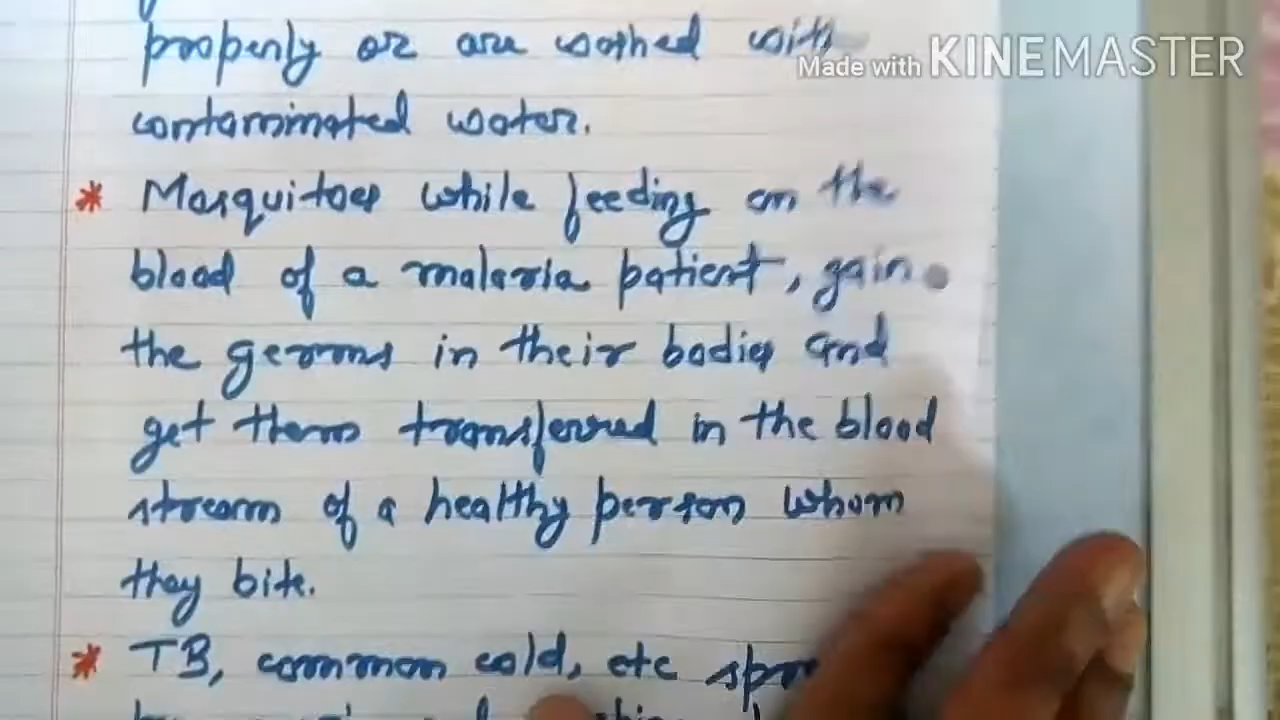 properly or are washed with
Made with KINEMASTER
contaminated water.
* Mosquitoes while feeding on the
blood of a malaria patient, gain
the germs in their bodies and
get them transferred in the blood
stream of a healthy person whom
they bite.
* TB, common cold, etc